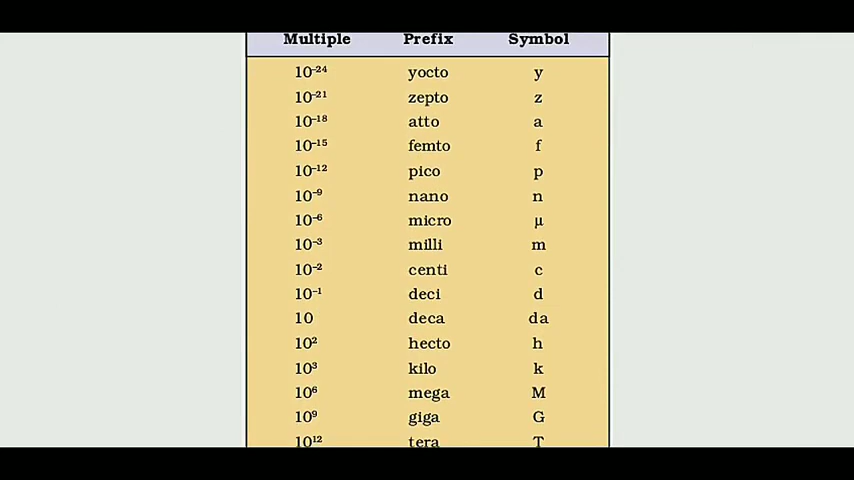 Multiple Prefix Symbol
10⁻²⁴ yocto y
10⁻²¹ zepto z
10⁻¹⁸ atto a
10⁻¹⁵ femto f
10⁻¹² pico p
10⁻⁹ nano n
10⁻⁶ micro µ
10⁻³ milli m
10⁻² centi c
10⁻¹ deci d
10 deca da
10² hecto h
10³ kilo k
10⁶ mega M
10⁹ giga G
10¹² tera T